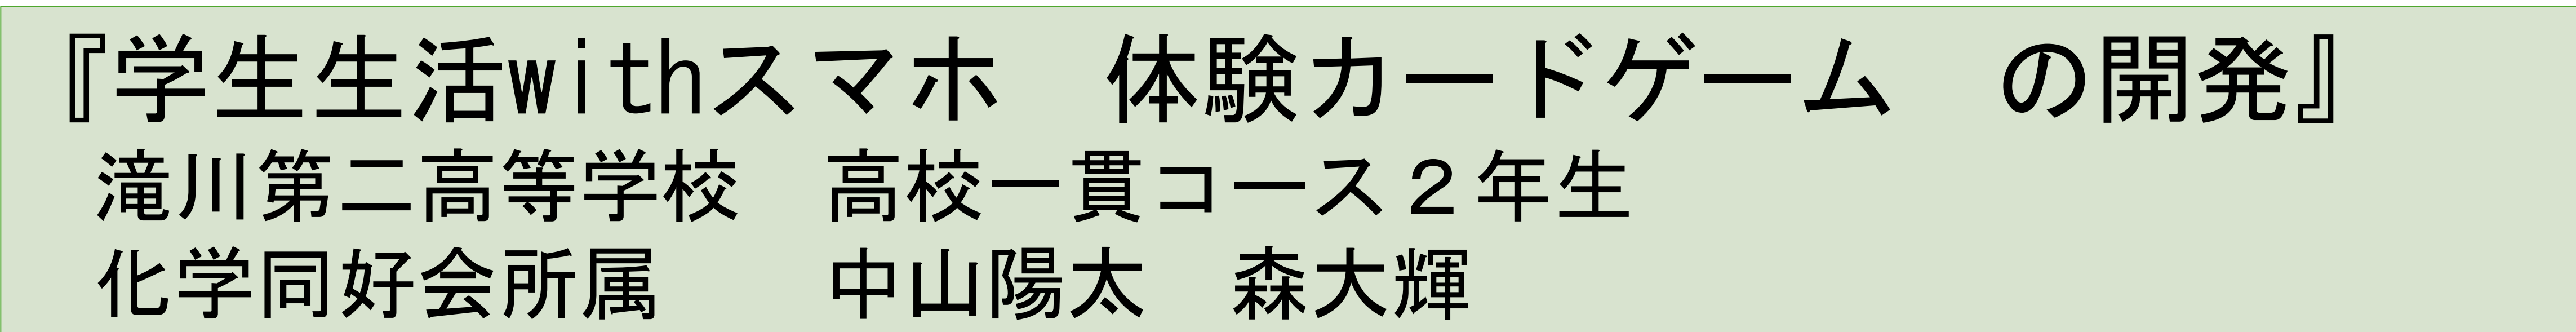 『学生生活withスマホ　体験カードゲーム　の開発』
滝川第二高等学校　高校一貫コース２年生
化学同好会所属　　中山陽太　森大輝